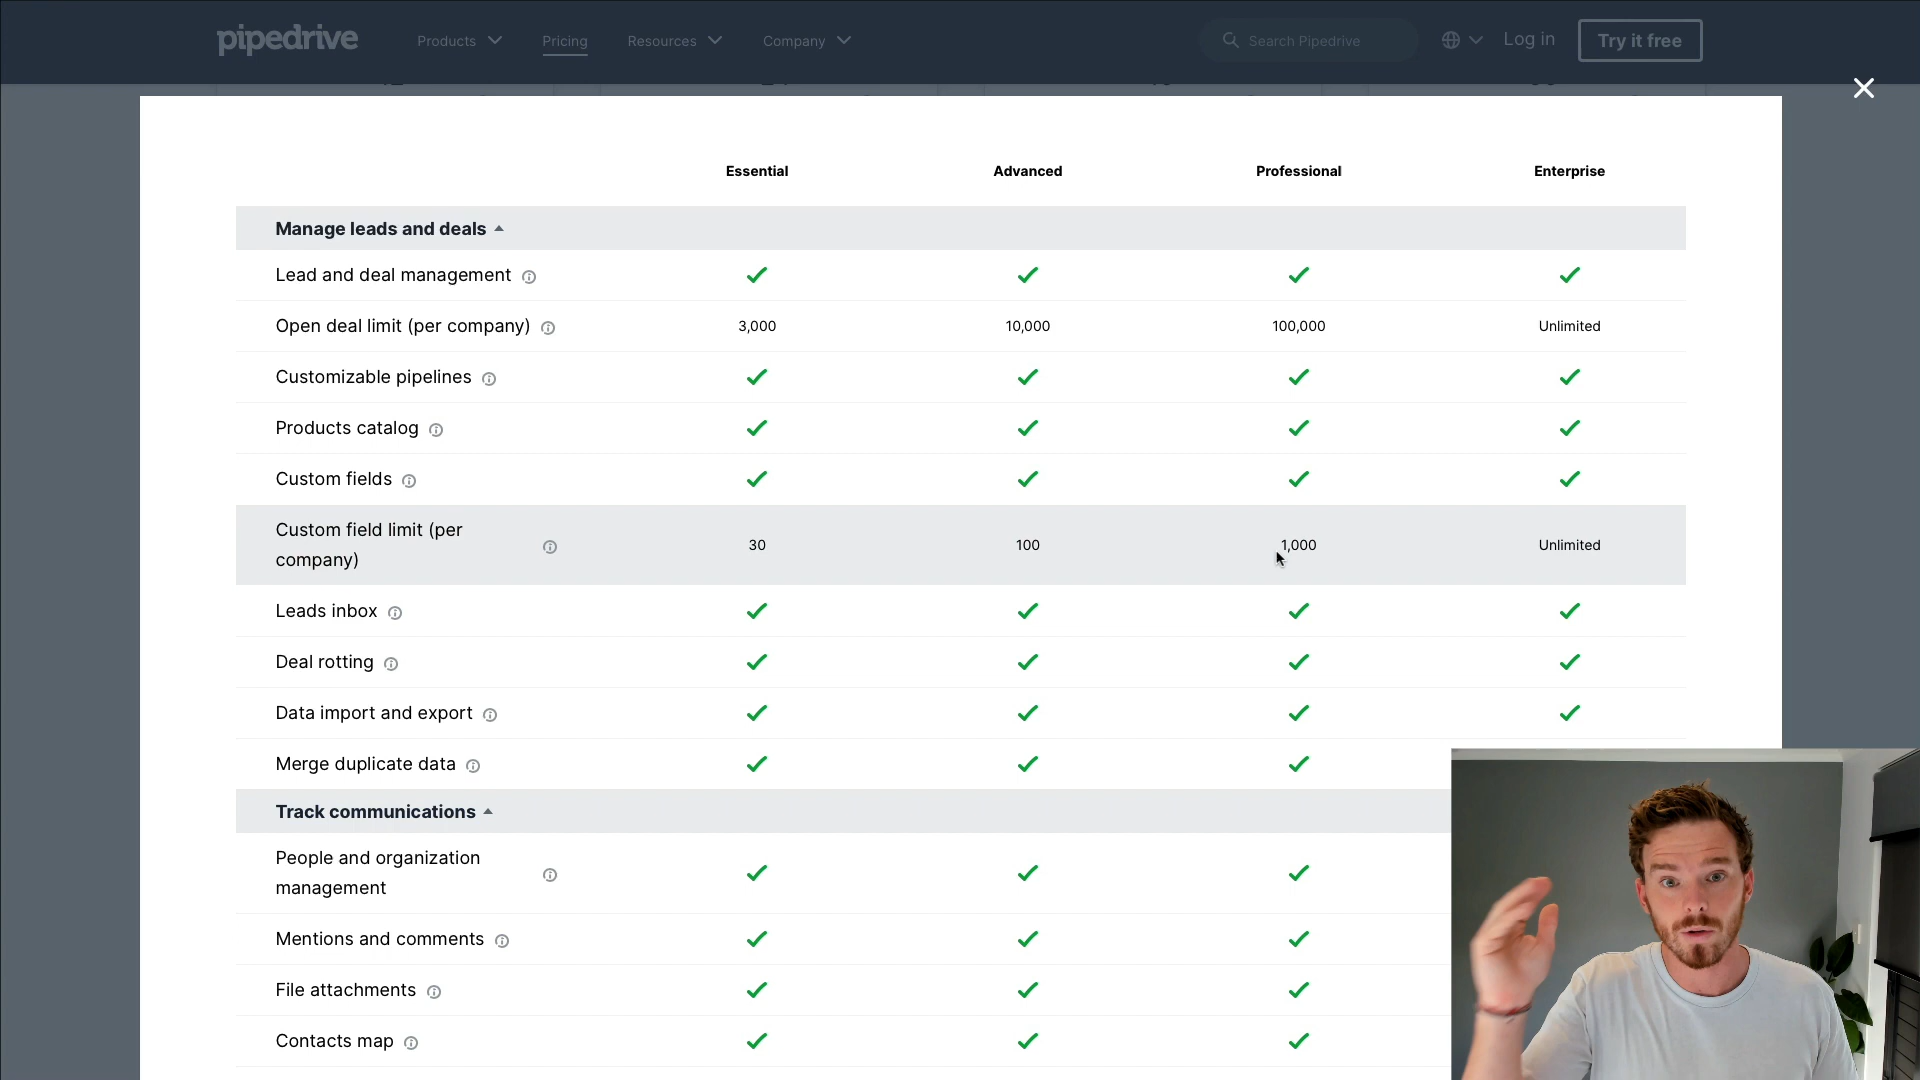 pipedrive Products Pricing Resources Company Search Pipedrive Log in Try it free
Essential Advanced Professional Enterprise
Manage leads and deals
Lead and deal management
Open deal limit (per company) 3,000 10,000 100,000 Unlimited
Customizable pipelines
Products catalog
Custom fields
Custom field limit (per
company) 30 100 1,000 Unlimited
Leads inbox
Deal rotting
Data import and export
Merge duplicate data
Track communications
People and organization
management
Mentions and comments
File attachments
Contacts map